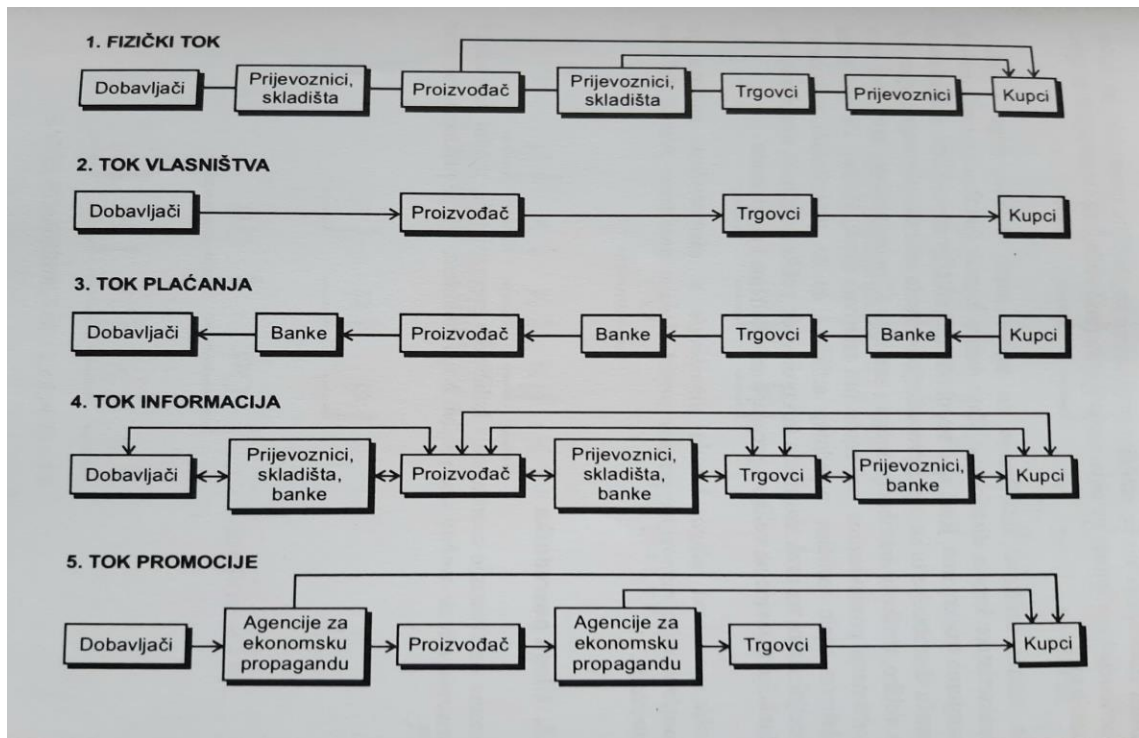 1. FIZIČKI TOK
Dobavljači
Prijevoznici,
skladišta
Proizvođač
Prijevoznici,
skladišta
Trgovci
Prijevoznici
Kupci
2. TOK VLASNIŠTVA
Dobavljači
Proizvođač
Trgovci
Kupci
3. TOK PLAĆANJA
Dobavljači
Banke
Proizvođač
Banke
Trgovci
Banke
Kupci
4. TOK INFORMACIJA
Dobavljači
Prijevoznici,
skladišta,
banke
Proizvođač
Prijevoznici,
skladišta,
banke
Trgovci
Prijevoznici,
banke
Kupci
5. TOK PROMOCIJE
Dobavljači
Agencije za
ekonomsku
propagandu
Proizvođač
Agencije za
ekonomsku
propagandu
Trgovci
Kupci